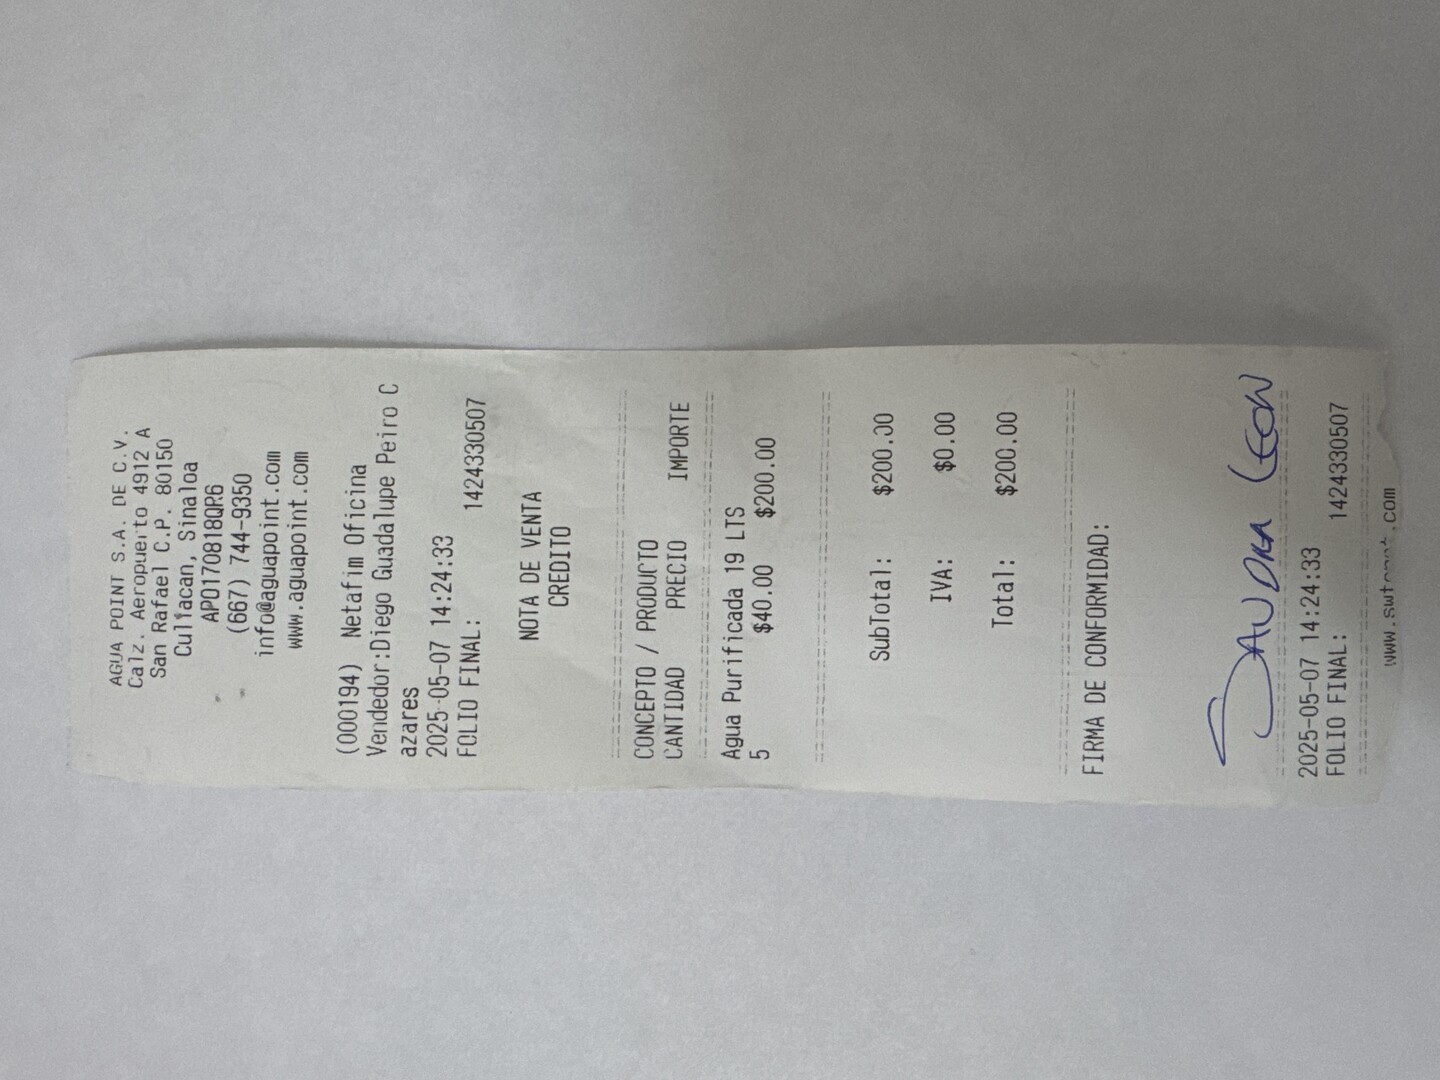 AGUA POINT S.A. DE C.V.
Calz. Aeropuerto 4912 A
San Rafael C.P. 80150
Culiacan, Sinaloa
APO170818QR6
(667) 744-9350
info@aguapoint.com
www.aguapoint.com
(000194) Netafim Oficina
Vendedor:Diego Guadalupe Peiro C
azares
2025-05-07 14:24:33
FOLIO FINAL: 1424330507
NOTA DE VENTA
CREDITO
CONCEPTO / PRODUCTO
CANTIDAD PRECIO IMPORTE
Agua Purificada 19 LTS
5 $40.00 $200.00
SubTotal: $200.00
IVA: $0.00
Total: $200.00
FIRMA DE CONFORMIDAD:
SANDRA LEON
2025-05-07 14:24:33
FOLIO FINAL: 1424330507